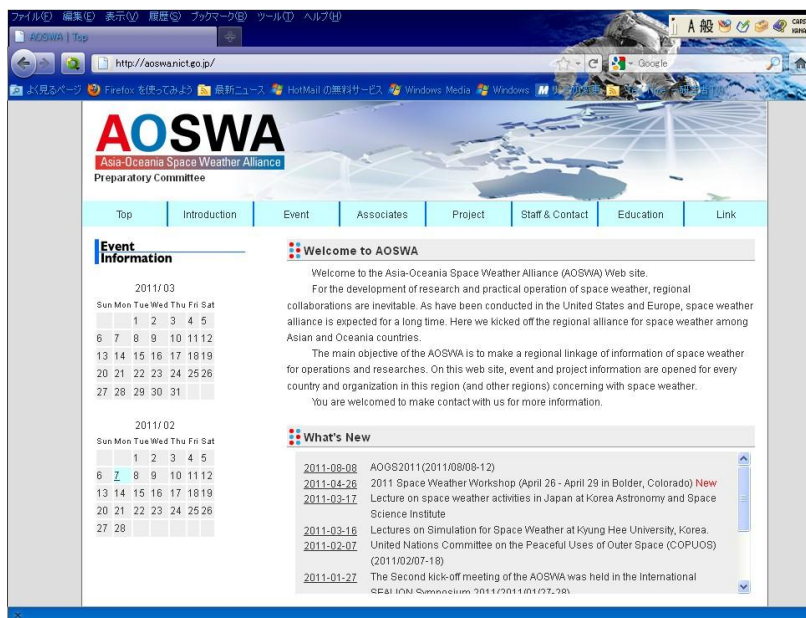 ファイル(F) 編集(E) 表示(V) 履歴(S) ブックマーク(B) ツール(T) ヘルプ(H)
A 般
CAPS
AOSWA | Top
http://aoswa.nict.go.jp/
Google
よく見るページ Firefox を使ってみよう 最新ニュース HotMail の無料サービス Windows Media Windows
AOSWA
Asia-Oceania Space Weather Alliance
Preparatory Committee
Top Introduction Event Associates Project Staff & Contact Education Link
Event
Information
2011/ 03
Sun Mon Tue Wed Thu Fri Sat
1 2 3 4 5
6 7 8 9 10 11 12
13 14 15 16 17 18 19
20 21 22 23 24 25 26
27 28 29 30 31
2011/ 02
Sun Mon Tue Wed Thu Fri Sat
1 2 3 4 5
6 7 8 9 10 11 12
13 14 15 16 17 18 19
20 21 22 23 24 25 26
27 28
Welcome to AOSWA
Welcome to the Asia-Oceania Space Weather Alliance (AOSWA) Web site.
For the development of research and practical operation of space weather, regional
collaborations are inevitable. As have been conducted in the United States and Europe, space weather
alliance is expected for a long time. Here we kicked off the regional alliance for space weather among
Asian and Oceania countries.
The main objective of the AOSWA is to make a regional linkage of information of space weather
for operations and researches. On this web site, event and project information are opened for every
country and organization in this region (and other regions) concerning with space weather.
You are welcomed to make contact with us for more information.
What's New
2011-08-08 AOGS2011(2011/08/08-12)
2011-04-26 2011 Space Weather Workshop (April 26 - April 29 in Bolder, Colorado) New
2011-03-17 Lecture on space weather activities in Japan at Korea Astronomy and Space
Science Institute
2011-03-16 Lectures on Simulation for Space Weather at Kyung Hee University, Korea.
2011-02-07 United Nations Committee on the Peaceful Uses of Outer Space (COPUOS)
(2011/02/07-18)
2011-01-27 The Second kick-off meeting of the AOSWA was held in the International
SEALION Symposium 2011(2011/01/27-28)